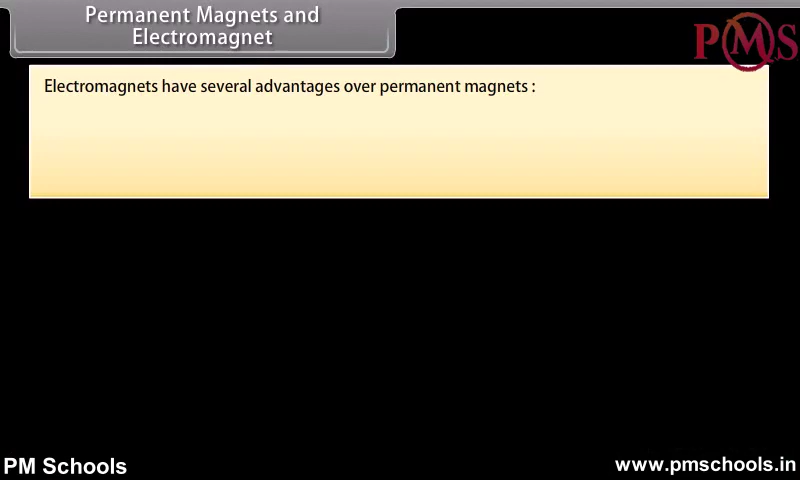 Permanent Magnets and
Electromagnet
PMS
Electromagnets have several advantages over permanent magnets :
PM Schools
www.pmschools.in